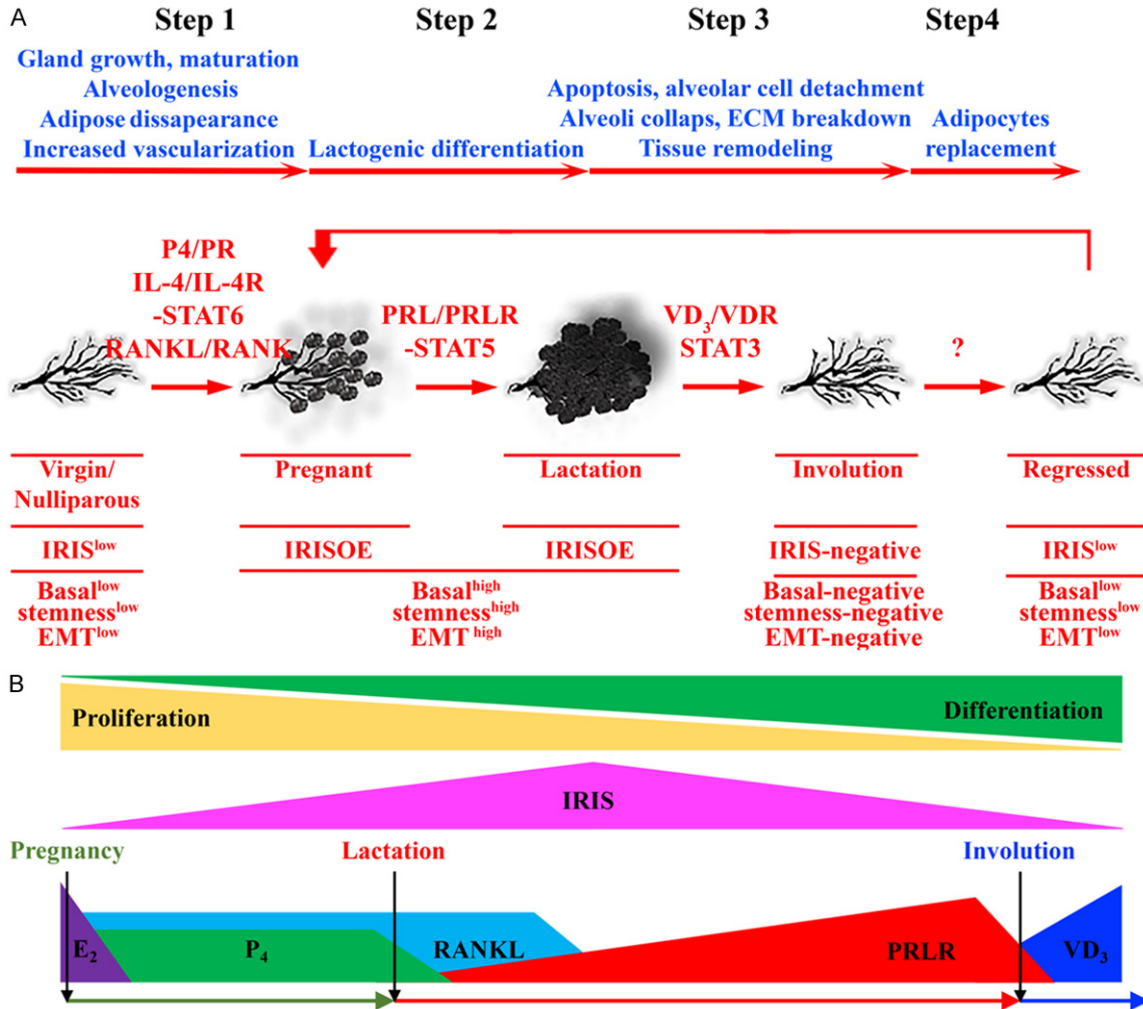 A
Step 1
Step 2
Step 3
Step4
Gland growth, maturation
Alveologenesis
Adipose dissapearance
Increased vascularization
Lactogenic differentiation
Apoptosis, alveolar cell detachment
Alveoli collaps, ECM breakdown
Tissue remodeling
Adipocytes
replacement
P4/PR
IL-4/IL-4R
-STAT6
RANKL/RANK
PRL/PRLR
-STAT5
VD₃/VDR
STAT3
?
Virgin/
Nulliparous
Pregnant
Lactation
Involution
Regressed
IRISˡᵒʷ
IRISOE
IRISOE
IRIS-negative
IRISˡᵒʷ
Basalˡᵒʷ
stemnessˡᵒʷ
EMTˡᵒʷ
Basalʰⁱᵍʰ
stemnessʰⁱᵍʰ
EMT ʰⁱᵍʰ
Basal-negative
stemness-negative
EMT-negative
Basalˡᵒʷ
stemnessˡᵒʷ
EMTˡᵒʷ
B
Proliferation
Differentiation
IRIS
Pregnancy
Lactation
Involution
E₂
P₄
RANKL
PRLR
VD₃